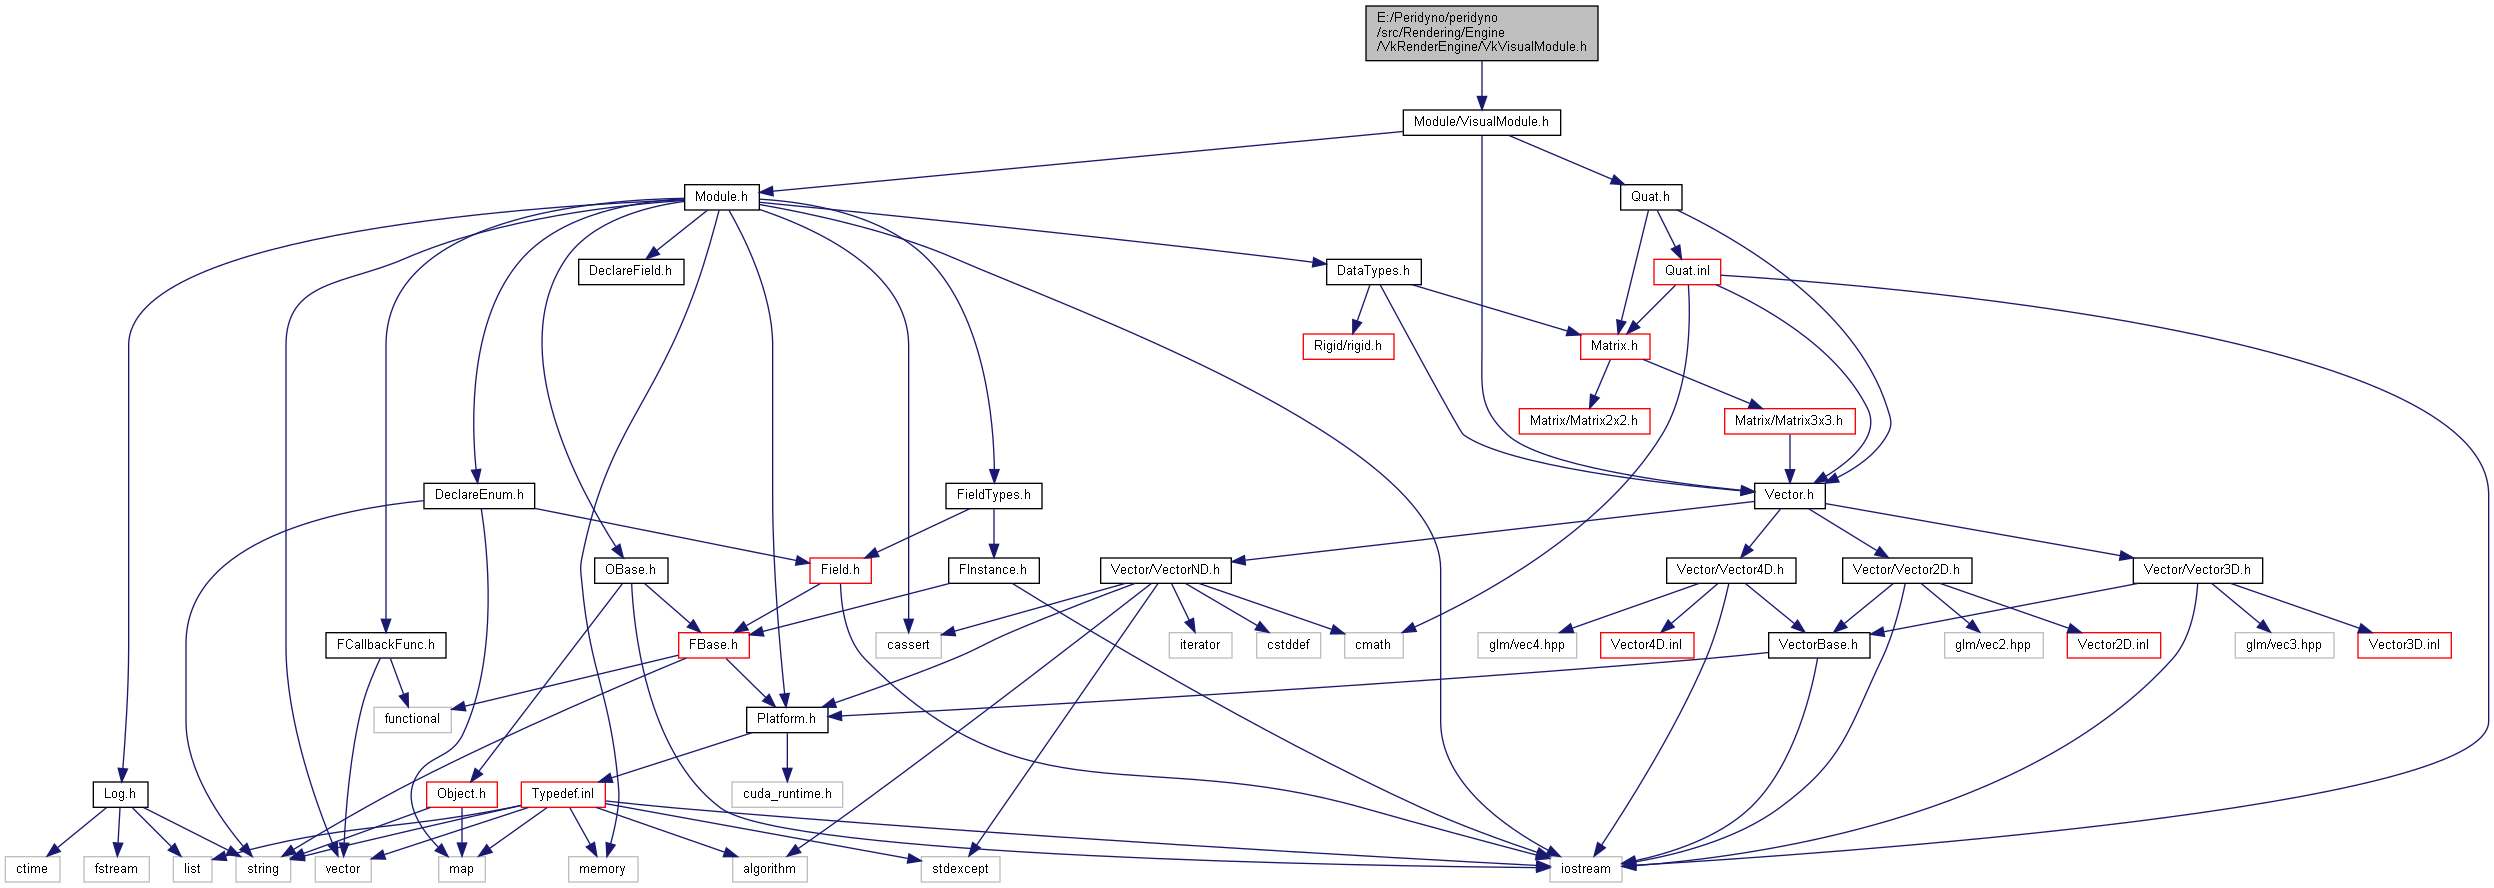 E:/Peridyno/peridyno
/src/Rendering/Engine
/VkRenderEngine/VkVisualModule.h
Module/VisualModule.h
Module.h
Quat.h
DeclareField.h
DataTypes.h
Quat.inl
Rigid/rigid.h
Matrix.h
Matrix/Matrix2x2.h
Matrix/Matrix3x3.h
DeclareEnum.h
FieldTypes.h
Vector.h
OBase.h
Field.h
FInstance.h
Vector/VectorND.h
Vector/Vector4D.h
Vector/Vector2D.h
Vector/Vector3D.h
FCallbackFunc.h
FBase.h
cassert
iterator
cstddef
cmath
glm/vec4.hpp
Vector4D.inl
VectorBase.h
glm/vec2.hpp
Vector2D.inl
glm/vec3.hpp
Vector3D.inl
functional
Platform.h
Log.h
Object.h
Typedef.inl
cuda_runtime.h
ctime
fstream
list
string
vector
map
memory
algorithm
stdexcept
iostream